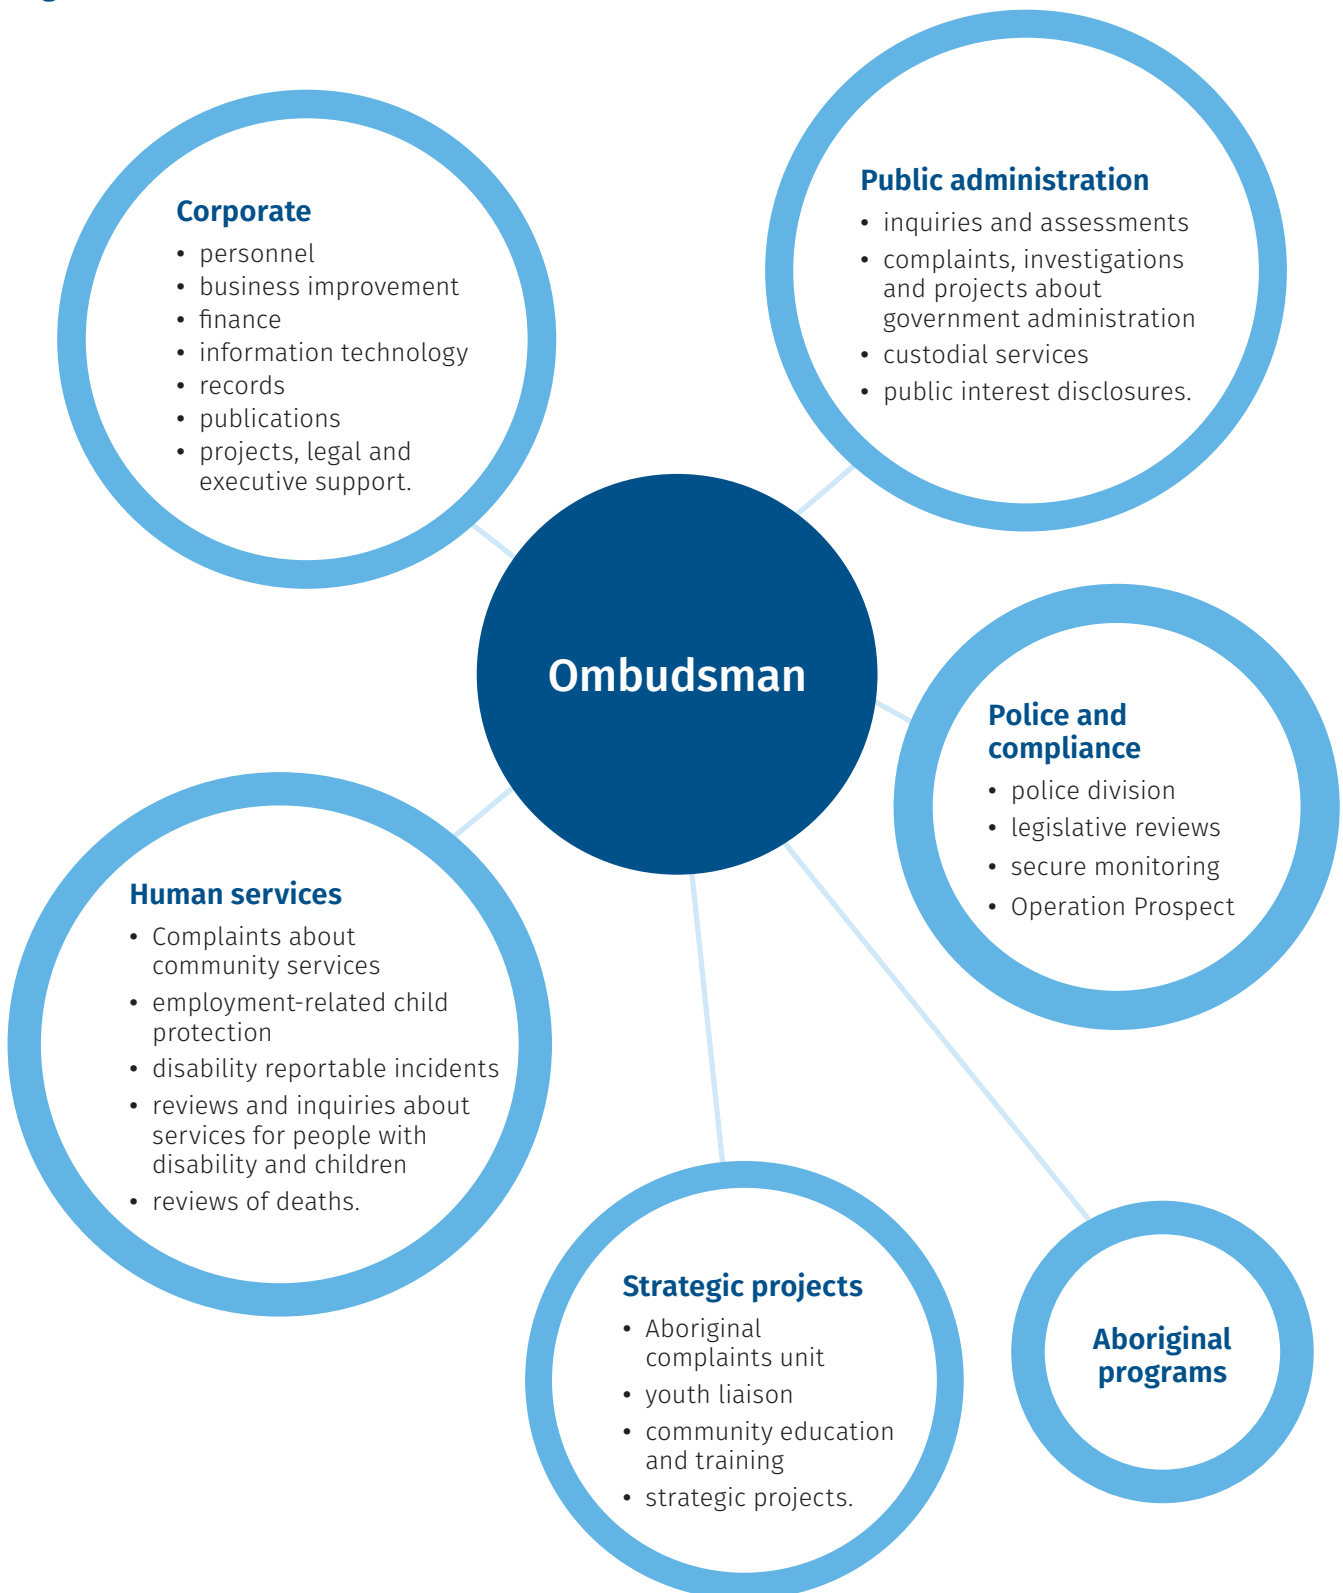 Corporate
• personnel
• business improvement
• finance
• information technology
• records
• publications
• projects, legal and
executive support.
Public administration
• inquiries and assessments
• complaints, investigations
and projects about
government administration
• custodial services
• public interest disclosures.
Ombudsman
Police and
compliance
• police division
• legislative reviews
• secure monitoring
• Operation Prospect
Human services
• Complaints about
community services
• employment-related child
protection
• disability reportable incidents
• reviews and inquiries about
services for people with
disability and children
• reviews of deaths.
Strategic projects
• Aboriginal
complaints unit
• youth liaison
• community education
and training
• strategic projects.
Aboriginal
programs